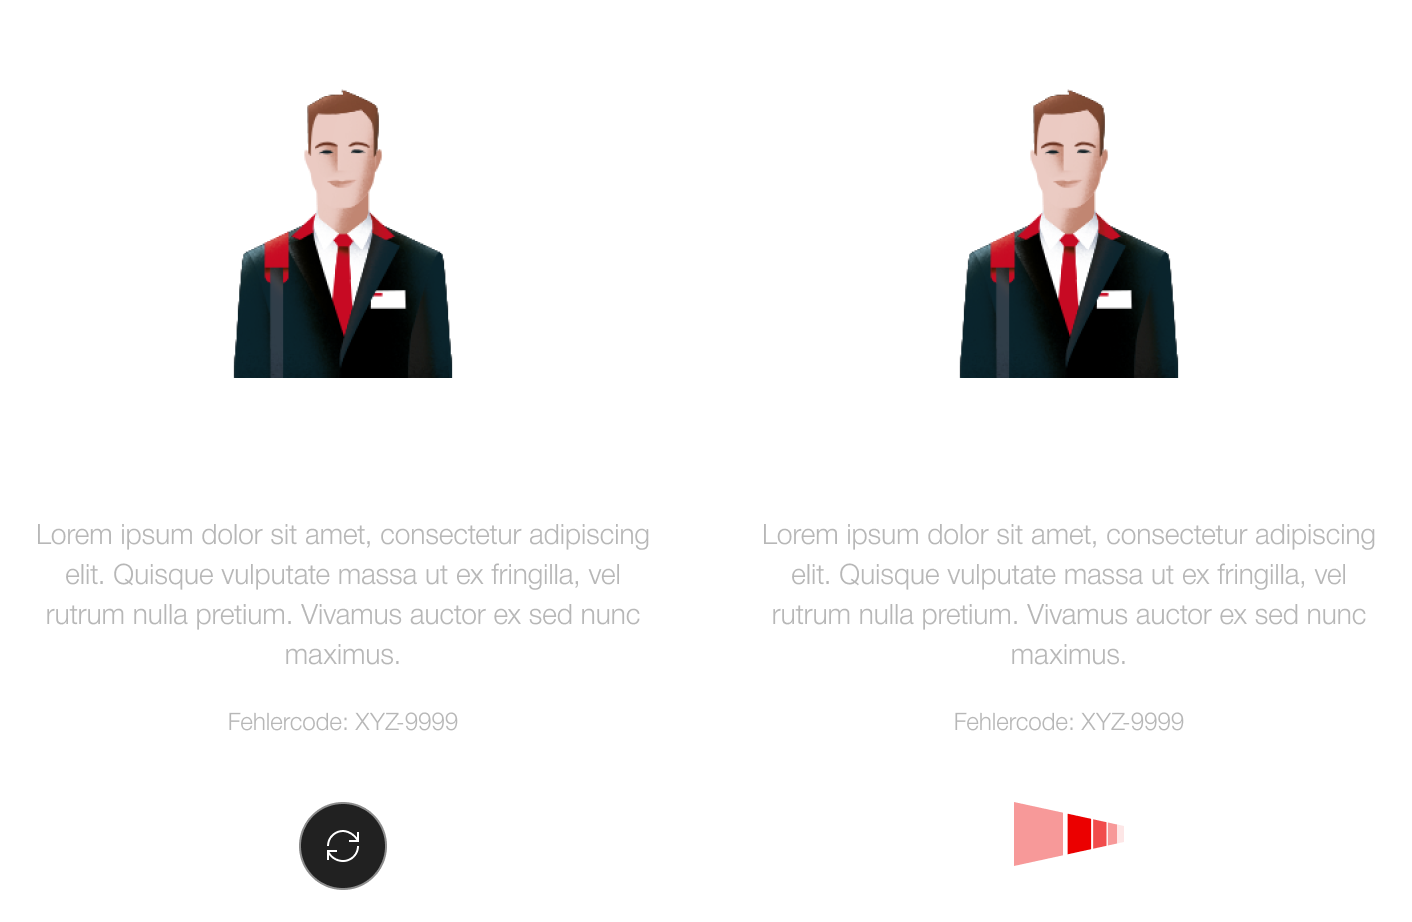 Lorem ipsum dolor sit amet, consectetur adipiscing
elit. Quisque vulputate massa ut ex fringilla, vel
rutrum nulla pretium. Vivamus auctor ex sed nunc
maximus.
Fehlercode: XYZ-9999
Lorem ipsum dolor sit amet, consectetur adipiscing
elit. Quisque vulputate massa ut ex fringilla, vel
rutrum nulla pretium. Vivamus auctor ex sed nunc
maximus.
Fehlercode: XYZ-9999